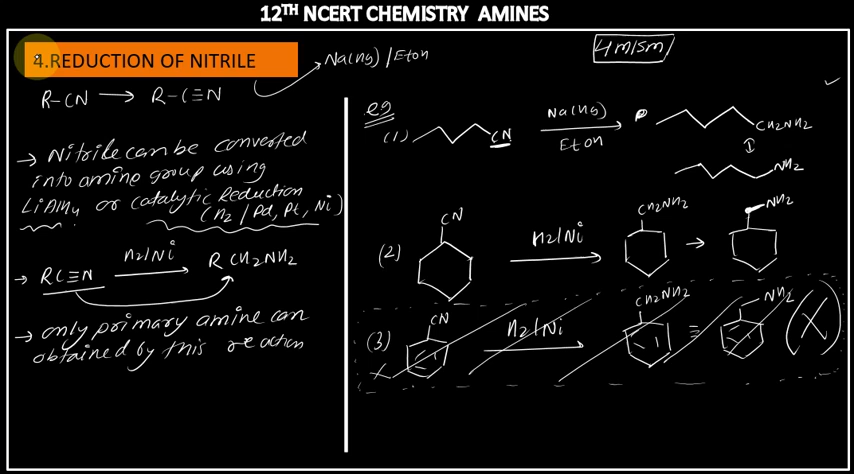 12TH NCERT CHEMISTRY AMINES
4.REDUCTION OF NITRILE
Na(Hg)/EtOH
4m/5m
R-CN → R-C≡N
→ Nitrile can be converted
into amine group using
LiAlH4 or catalytic Reduction
(H2/Pd, Pt, Ni)
→ RC≡N H2/Ni → RCH2NH2
→ only primary amine can
obtained by this reaction
eg
(1) CN Na(Hg) EtOH → CH2NH2
NH2
(2) CN H2/Ni → CH2NH2 → NH2
(3) CN H2/Ni → CH2NH2 ≡ NH2 (X)